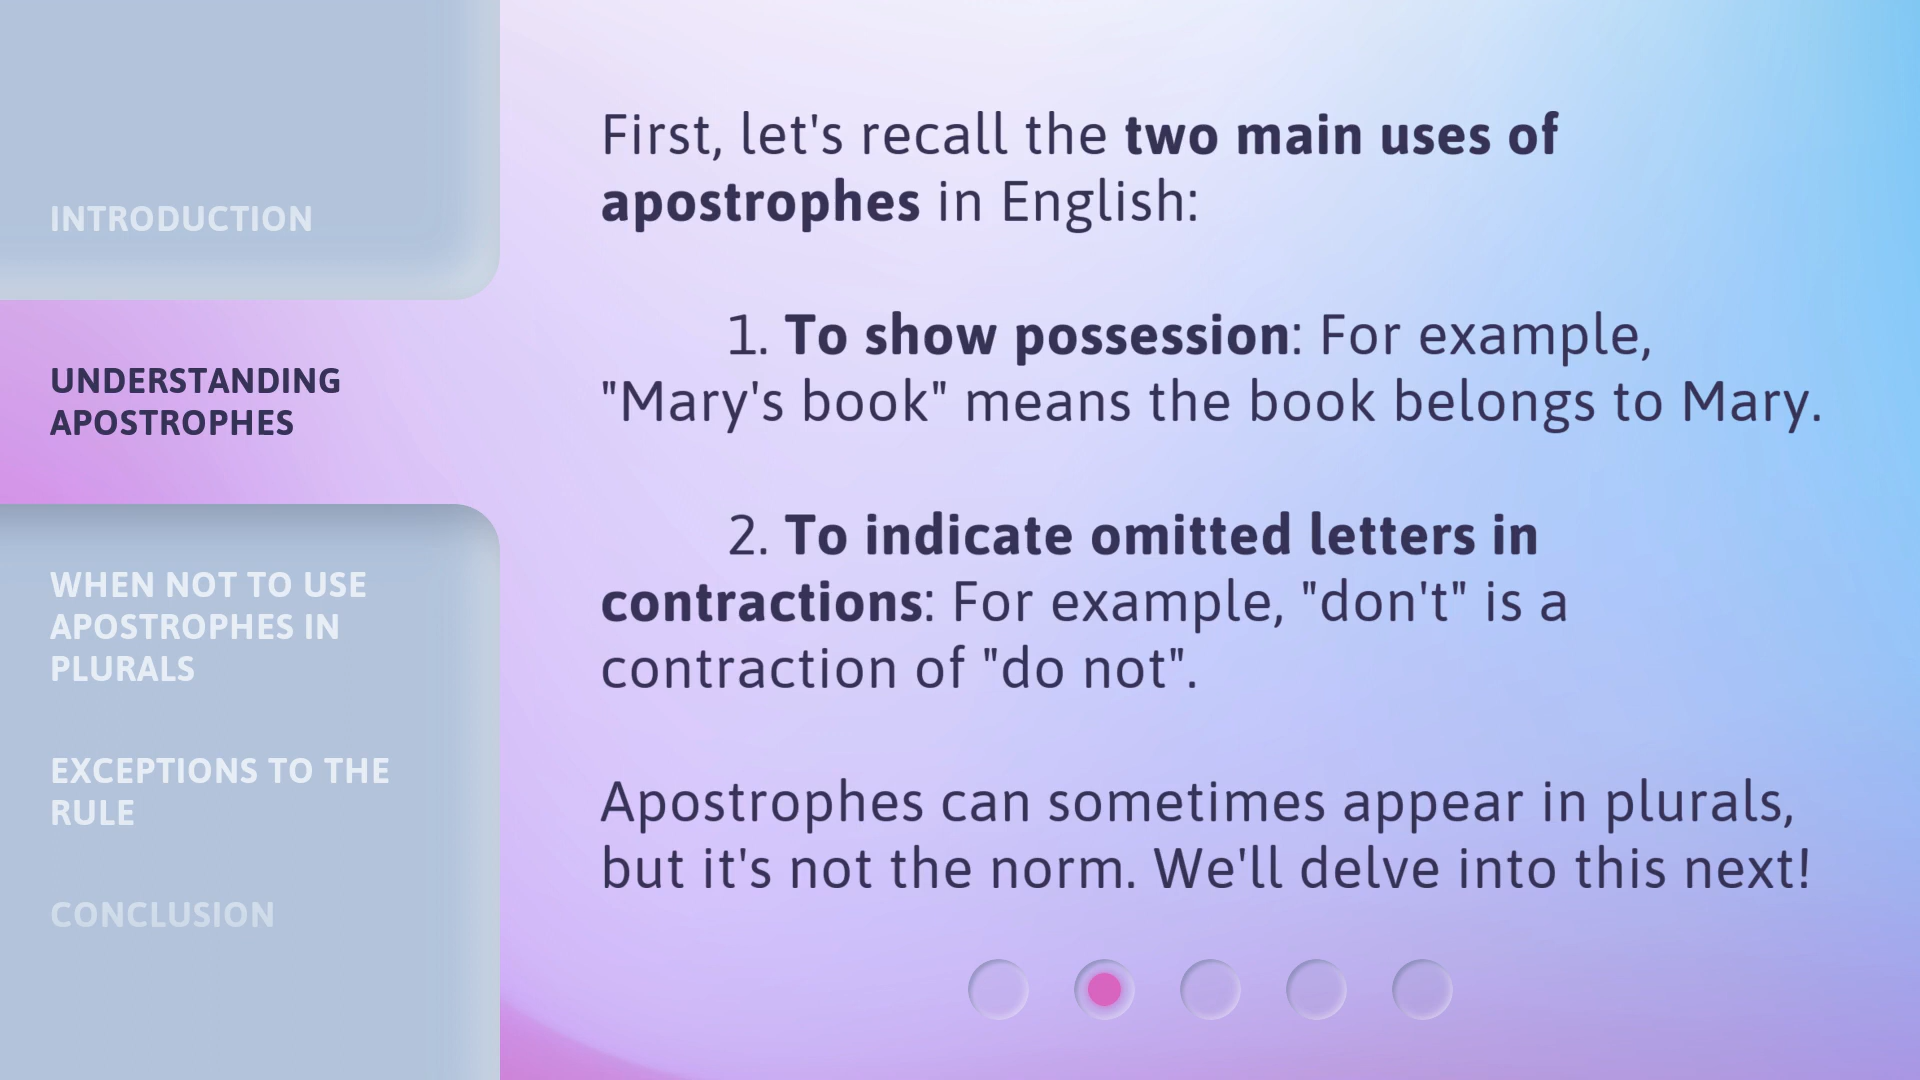 INTRODUCTION
UNDERSTANDING
APOSTROPHES
WHEN NOT TO USE
APOSTROPHES IN
PLURALS
EXCEPTIONS TO THE
RULE
CONCLUSION
First, let's recall the two main uses of
apostrophes in English:
1. To show possession: For example,
"Mary's book" means the book belongs to Mary.
2. To indicate omitted letters in
contractions: For example, "don't" is a
contraction of "do not".
Apostrophes can sometimes appear in plurals,
but it's not the norm. We'll delve into this next!